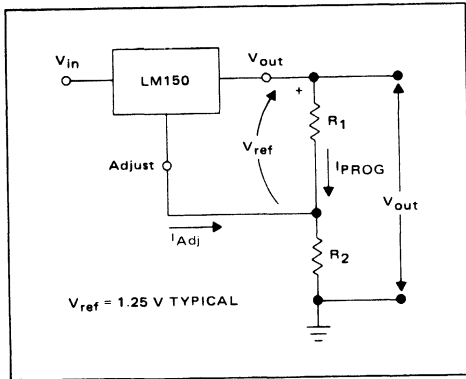 Vin
LM150
Vout
+
R1
Vref
Adjust
IPROG
Vout
IAdj
R2
Vref = 1.25 V TYPICAL